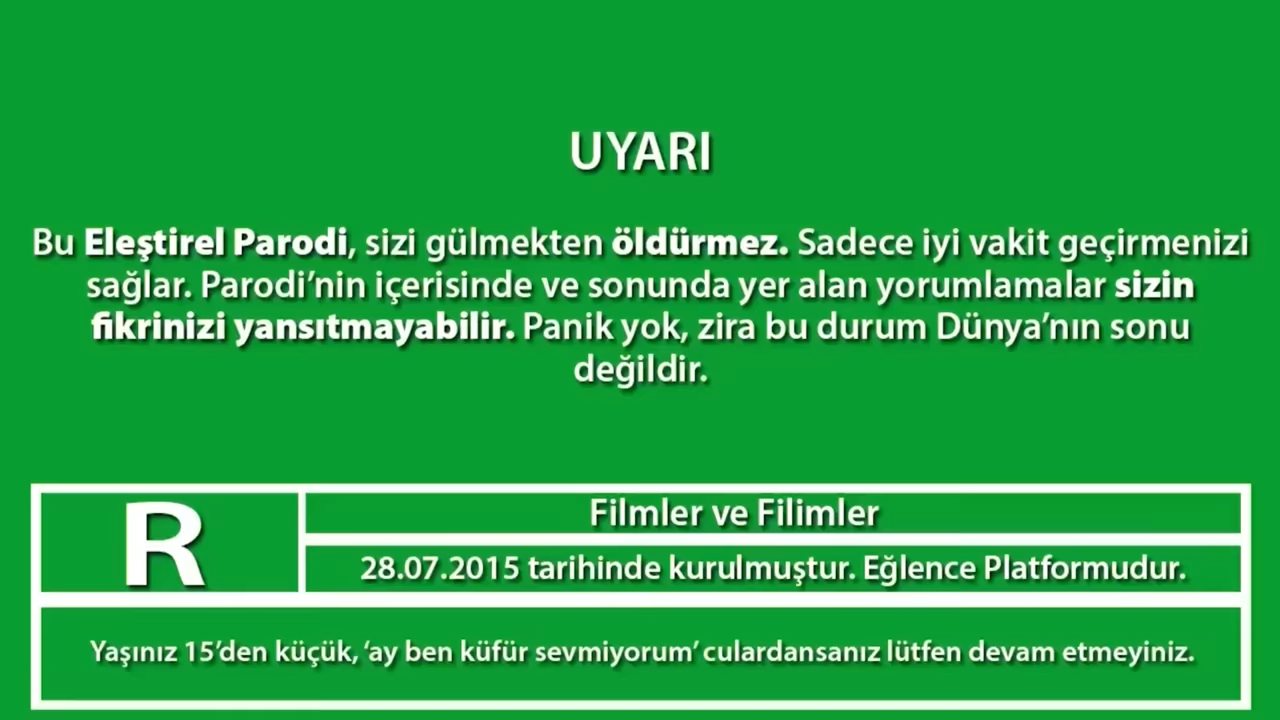 UYARI
Bu Eleştirel Parodi, sizi gülmekten öldürmez. Sadece iyi vakit geçirmenizi
sağlar. Parodi’nin içerisinde ve sonunda yer alan yorumlamalar sizin
fikrinizi yansıtmayabilir. Panik yok, zira bu durum Dünya’nın sonu
değildir.
R
Filmler ve Filimler
28.07.2015 tarihinde kurulmuştur. Eğlence Platformudur.
Yaşınız 15’den küçük, ‘ay ben küfür sevmiyorum’ culardansanız lütfen devam etmeyiniz.